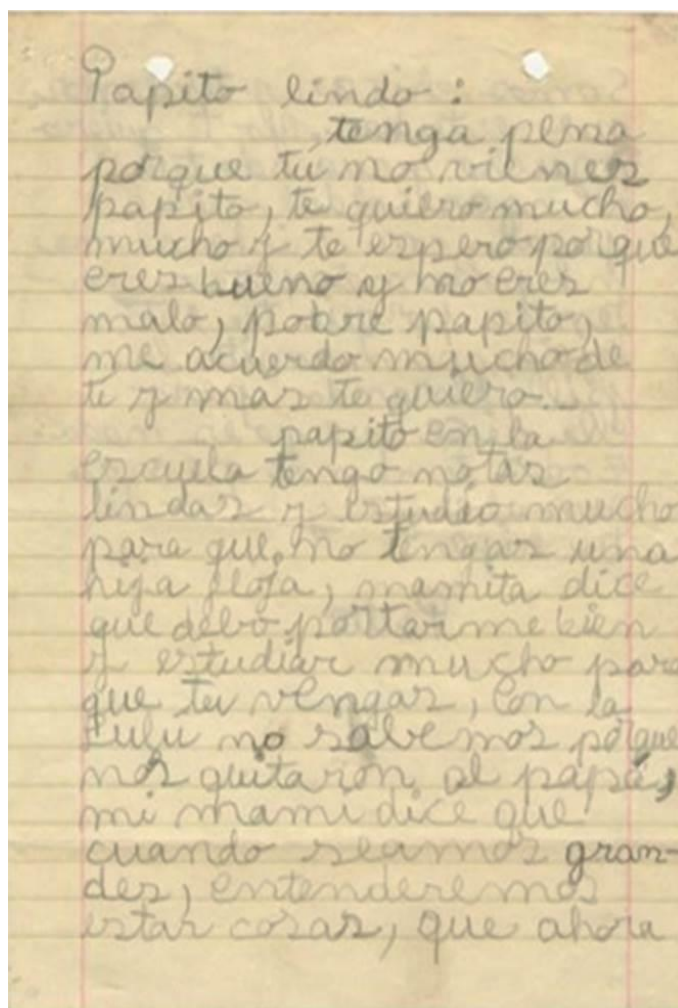 Papito lindo:
tenga pena
porque tu no vienes
papito, te quiero mucho,
mucho y te espero porque
eres bueno y no eres
malo, pobre papito,
me acuerdo mucho de
ti y mas te quiero...
papito en la
escuela tengo notas
lindas y estudio mucho
para que no tengas una
hija floja, mamita dice
que debo portarme bien
y estudiar mucho para
que tu vengas, con la
Lulu no sabemos porque
nos quitaron al papá,
mi mami dice que
cuando seamos gran-
des, entenderemos
estas cosas, que ahora